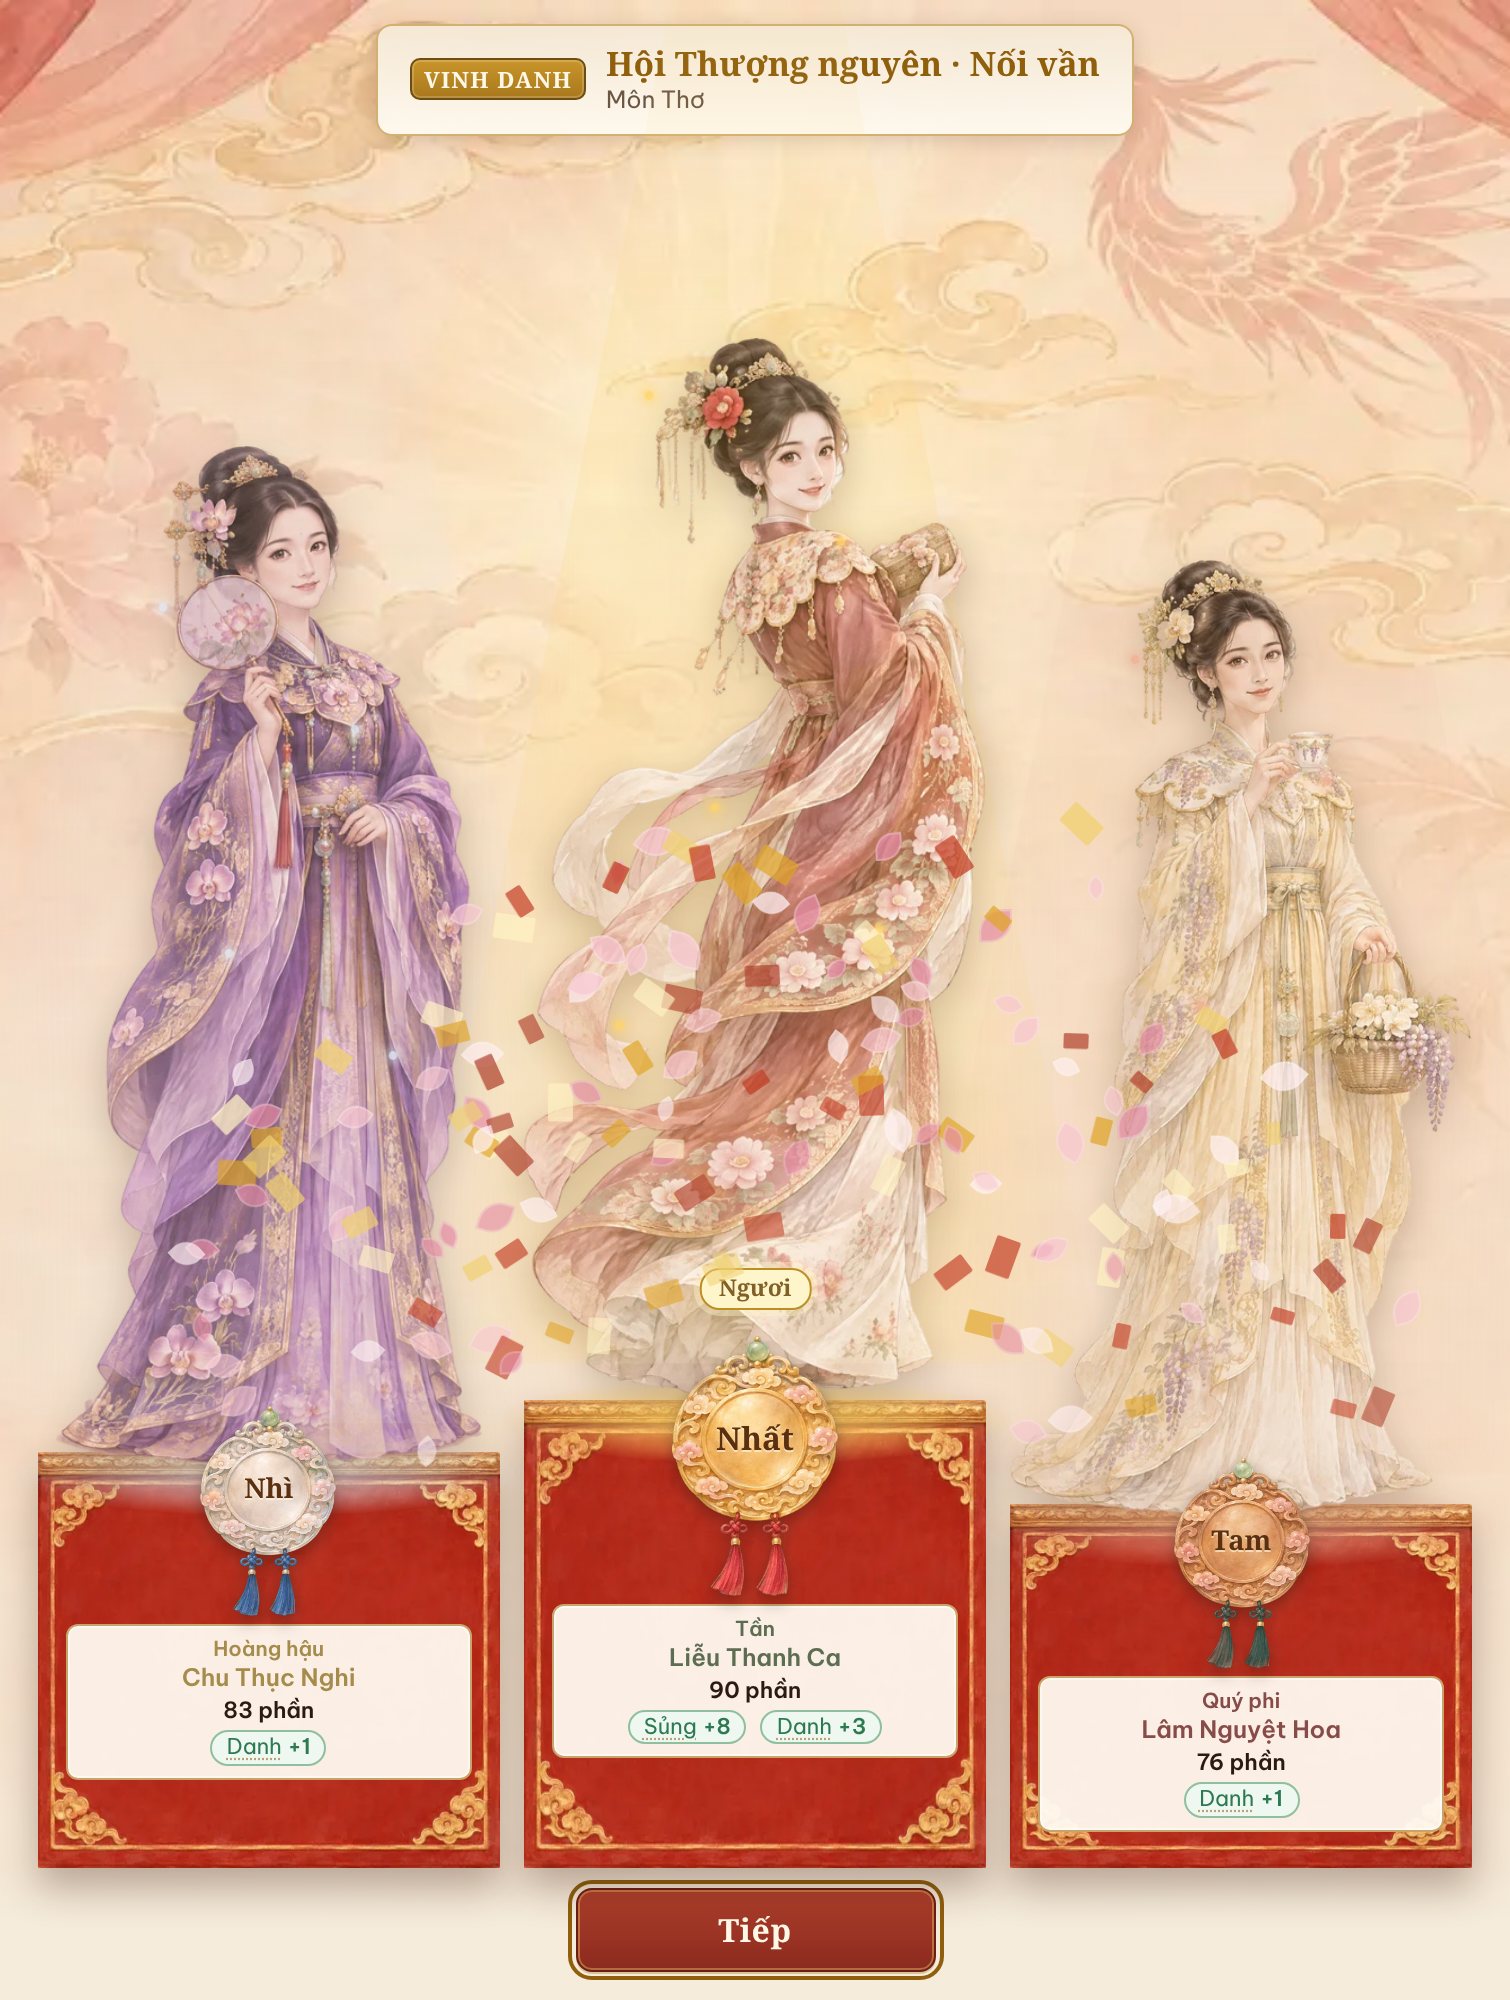 VINH DANH
Hội Thượng nguyên · Nối vần
Môn Thơ
Ngươi
Nhì
Hoàng hậu
Chu Thục Nghi
83 phần
Danh +1
Nhất
Tần
Liễu Thanh Ca
90 phần
Sủng +8 Danh +3
Tam
Quý phi
Lâm Nguyệt Hoa
76 phần
Danh +1
Tiếp